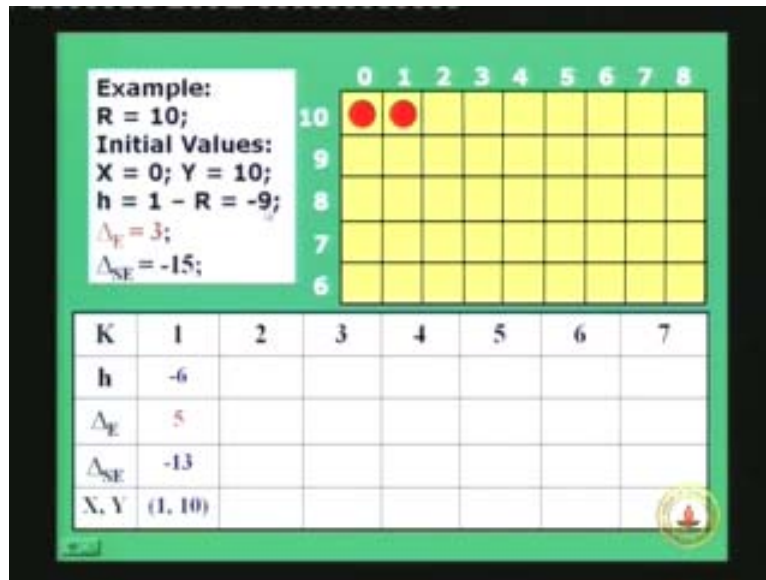 Example:
R = 10;
Initial Values:
X = 0; Y = 10;
h = 1 – R = -9;
ΔE = 3;
ΔSE = -15;
0 1 2 3 4 5 6 7 8
10
9
8
7
6
K 1 2 3 4 5 6 7
h -6
ΔE 5
ΔSE -13
X, Y (1, 10)